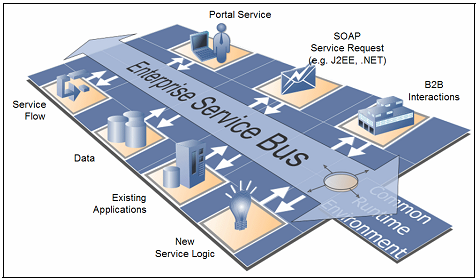 Portal Service
SOAP
Service Request
(e.g. J2EE, .NET)
B2B
Interactions
Enterprise Service Bus
Service
Flow
Data
Existing
Applications
New
Service Logic
Common
Runtime
Environment